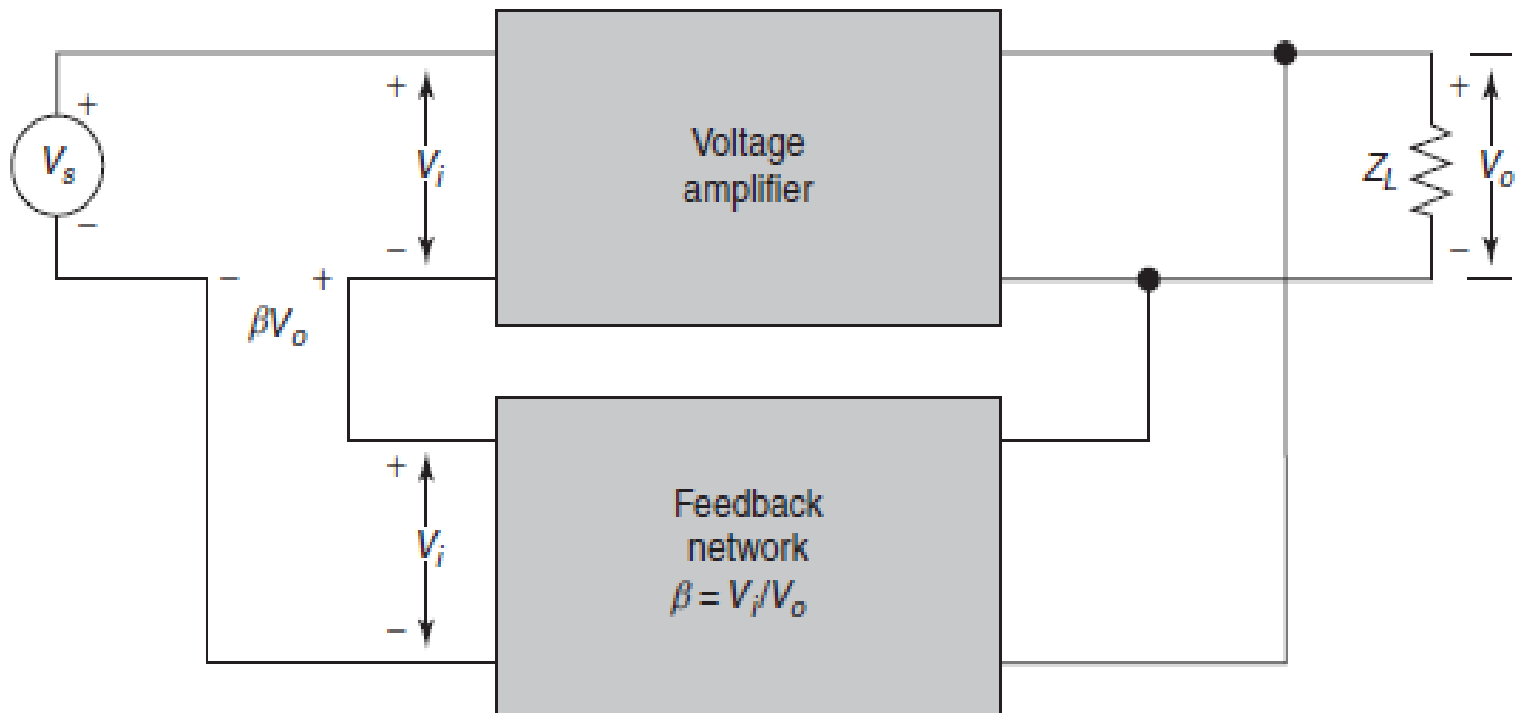 +
Vs
−
+
Vi
−
Voltage
amplifier
+
ZL
Vo
−
− +
βVo
+
Vi
−
Feedback
network
β = Vi/Vo